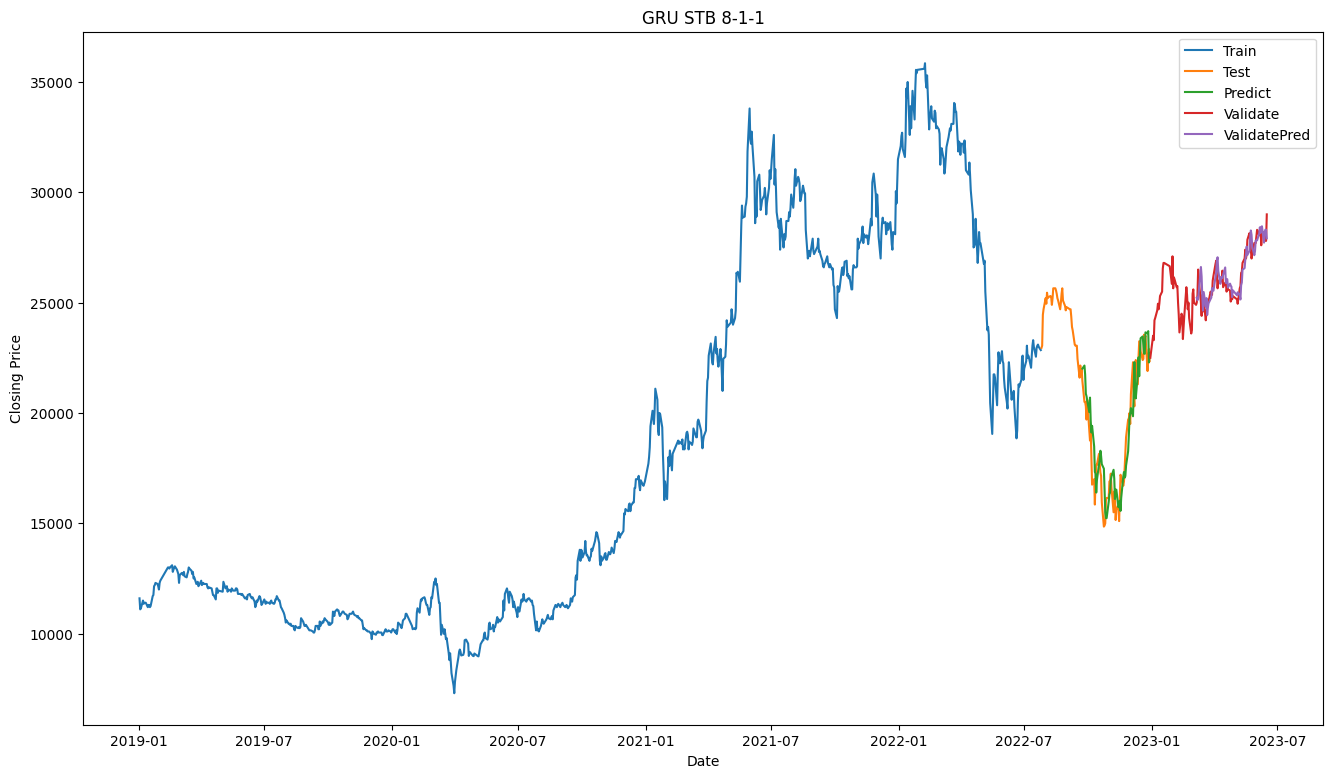 GRU STB 8-1-1
Train
Test
Predict
Validate
ValidatePred
35000
30000
25000
20000
15000
10000
Closing Price
2019-01 2019-07 2020-01 2020-07 2021-01 2021-07 2022-01 2022-07 2023-01 2023-07
Date